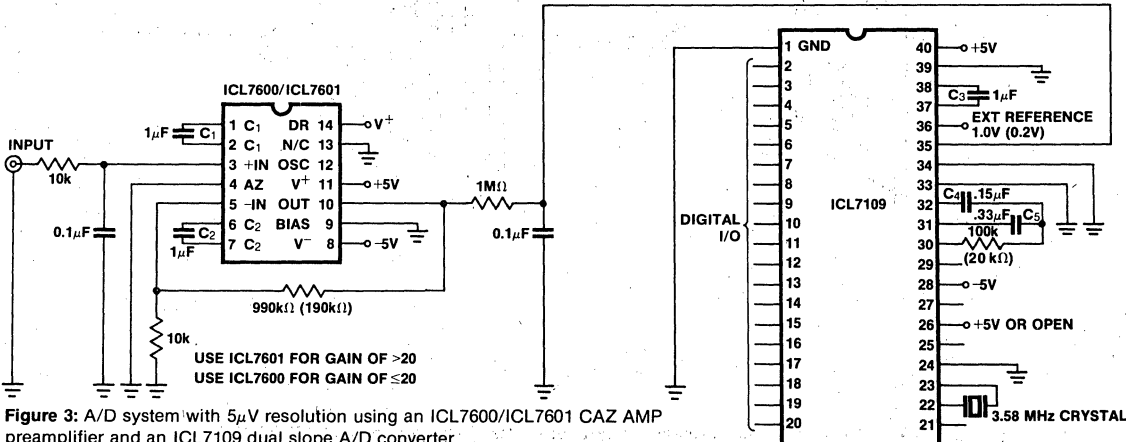 ICL7600/ICL7601
1μF C1
1 C1 DR 14 V+
2 C1 N/C 13
INPUT
3 +IN OSC 12
10k
4 AZ V+ 11 +5V
5 -IN OUT 10
1MΩ
6 C2 BIAS 9
C2
1μF
7 C2 V- 8 -5V
0.1μF
0.1μF
990kΩ (190kΩ)
10k
USE ICL7601 FOR GAIN OF >20
USE ICL7600 FOR GAIN OF ≤20
DIGITAL
I/O
ICL7109
1 GND 40 +5V
2 39
3 38
C3 1μF
4 37
5 36 EXT REFERENCE
1.0V (0.2V)
6 35
7 34
8 33
9 32 C4 .15μF
10 31 .33μF C5
11 30 100k
(20 kΩ)
12 29
13 28 -5V
14 27
15 26 +5V OR OPEN
16 25
17 24
18 23
19 22 3.58 MHz CRYSTAL
20 21
Figure 3: A/D system with 5μV resolution using an ICL7600/ICL7601 CAZ AMP
preamplifier and an ICL7109 dual slope A/D converter